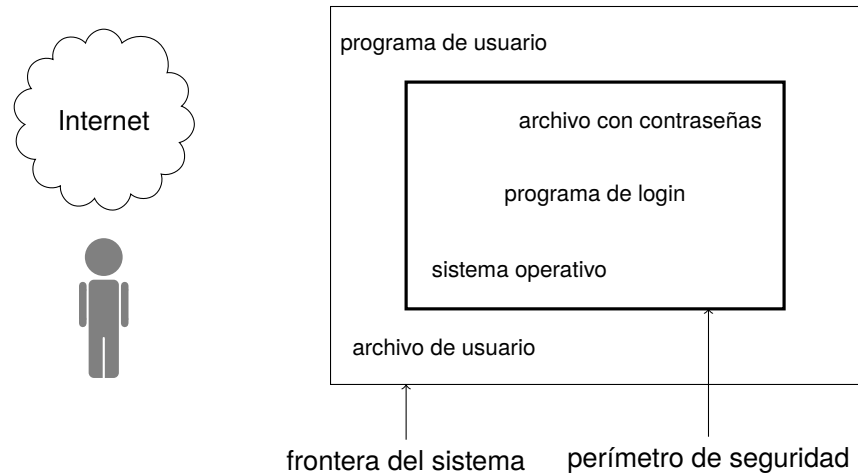 programa de usuario
Internet
archivo con contraseñas
programa de login
sistema operativo
archivo de usuario
frontera del sistema
perímetro de seguridad